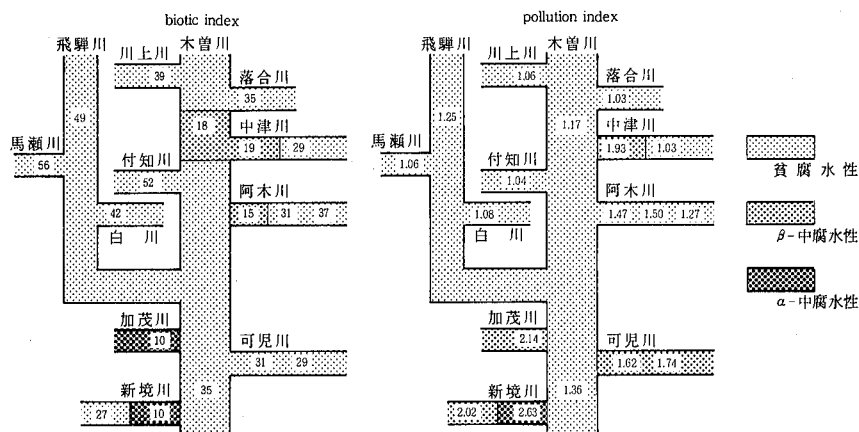 biotic index
飛騨川
川上川
木曽川
39
落合川
35
49
18
中津川
19 29
馬瀬川
56
付知川
52
阿木川
15 31 37
42
白川
加茂川
10
可児川
31 29
新境川
27 10
35
pollution index
飛騨川
川上川
木曽川
1.06
落合川
1.03
1.25
1.17
中津川
1.93 1.03
馬瀬川
1.06
付知川
1.04
阿木川
1.47 1.50 1.27
1.08
白川
加茂川
2.14
可児川
1.62 1.74
新境川
2.02 2.63
1.36
貧腐水性
β-中腐水性
α-中腐水性